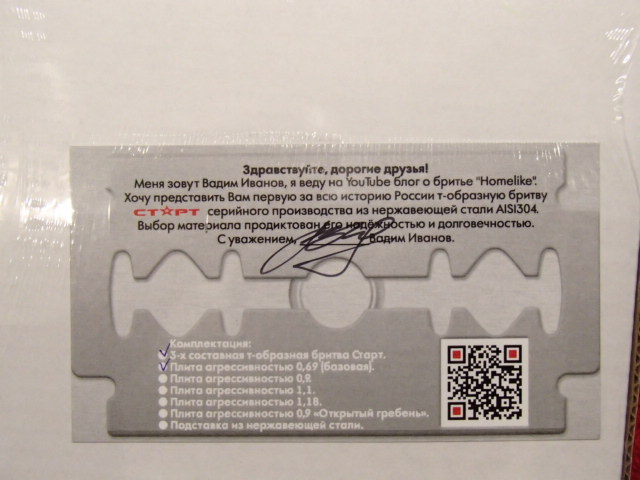 Здравствуйте, дорогие друзья!
Меня зовут Вадим Иванов, я веду на YouTube блог о бритье "Homelike".
Хочу представить Вам первую за всю историю России т-образную бритву
СТАРТ серийного производства из нержавеющей стали AISI304.
Выбор материала продиктован его надёжностью и долговечностью.
С уважением, Вадим Иванов.
Комплектация:
3-х составная т-образная бритва Старт.
Плита агрессивностью 0,69 (базовая).
Плита агрессивностью 0,9.
Плита агрессивностью 1,1.
Плита агрессивностью 1,18.
Плита агрессивностью 0,9 «Открытый гребень».
Подставка из нержавеющей стали.